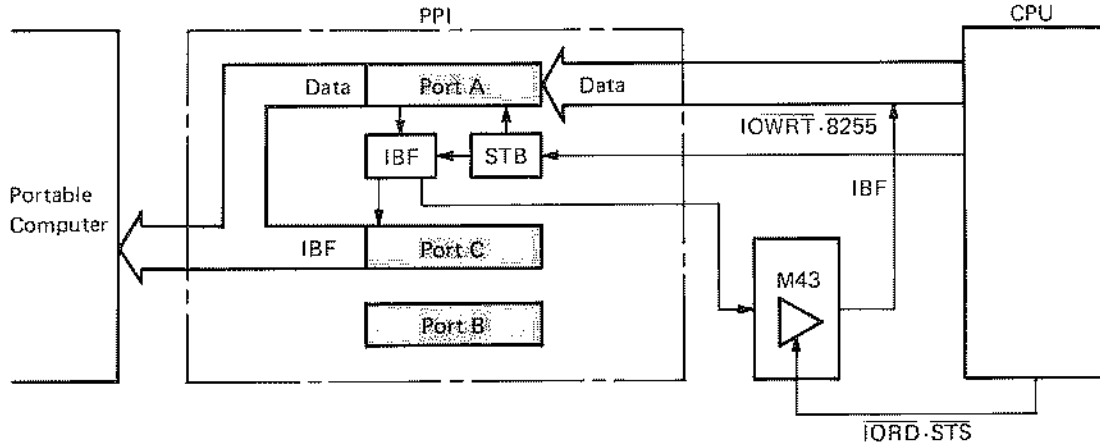 PPI
CPU
Data
Port A
Data
IOWRT·8255
IBF
STB
IBF
Portable
Computer
IBF
Port C
M43
Port B
IORD·STS